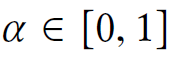 α ∈ [0, 1]